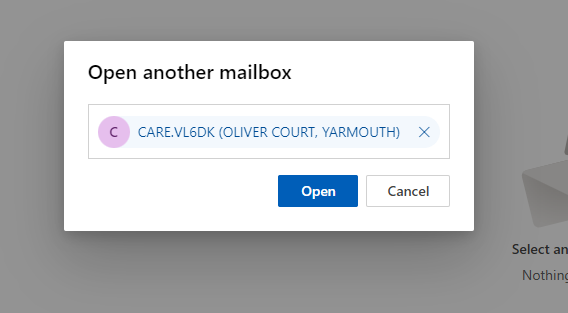 Open another mailbox
C CARE.VL6DK (OLIVER COURT, YARMOUTH)
Open Cancel
Select an
Nothing